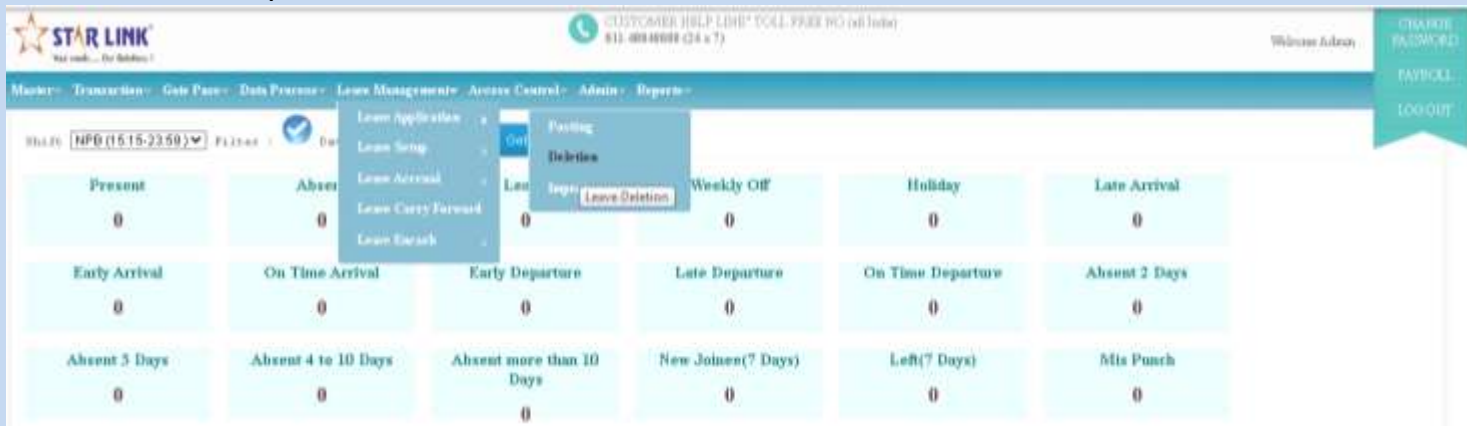 STAR LINK
CUSTOMER HELP LINE* TOLL FREE NO (all India)
(24 x 7)
Welcome Admin
CHANGE PASSWORD
PAYROLL
LOGOUT
Master Transaction Gate Pass Data Process Leave Management Access Control Admin Reports
Shift NPB (15:15-23:59) Filter :
Leave Application
Leave Setup
Leave Accrual
Leave Carry Forward
Leave Encash
Posting
Deletion
Leave Deletion
Present
0
0
0
Weekly Off
0
Holiday
0
Late Arrival
0
Early Arrival
0
On Time Arrival
0
Early Departure
0
Late Departure
0
On Time Departure
0
Absent 2 Days
0
Absent 3 Days
0
Absent 4 to 10 Days
0
Absent more than 10
Days
0
New Joinee(7 Days)
0
Left(7 Days)
0
Mis Punch
0